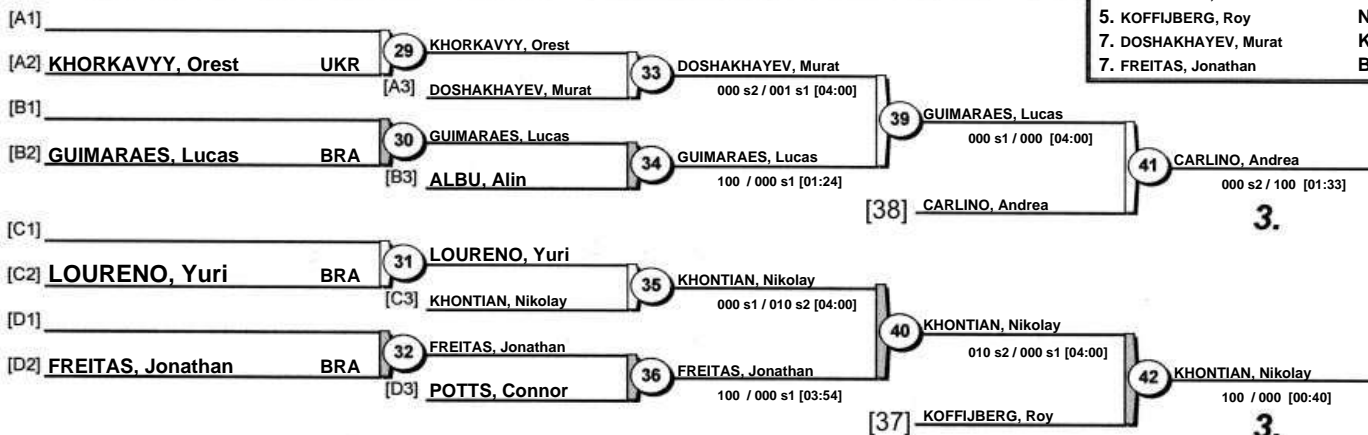 5. KOFFIJBERG, Roy N
7. DOSHAKHAYEV, Murat K
7. FREITAS, Jonathan B
[A1]
[A2] KHORKAVYY, Orest UKR
29
KHORKAVYY, Orest
[A3] DOSHAKHAYEV, Murat
33
DOSHAKHAYEV, Murat
000 s2 / 001 s1 [04:00]
[B1]
[B2] GUIMARAES, Lucas BRA
30
GUIMARAES, Lucas
[B3] ALBU, Alin
34
GUIMARAES, Lucas
100 / 000 s1 [01:24]
39
GUIMARAES, Lucas
000 s1 / 000 [04:00]
[38] CARLINO, Andrea
41
CARLINO, Andrea
000 s2 / 100 [01:33]
3.
[C1]
[C2] LOURENO, Yuri BRA
31
LOURENO, Yuri
[C3] KHONTIAN, Nikolay
35
KHONTIAN, Nikolay
000 s1 / 010 s2 [04:00]
[D1]
[D2] FREITAS, Jonathan BRA
32
FREITAS, Jonathan
[D3] POTTS, Connor
36
FREITAS, Jonathan
100 / 000 s1 [03:54]
40
KHONTIAN, Nikolay
010 s2 / 000 s1 [04:00]
[37] KOFFIJBERG, Roy
42
KHONTIAN, Nikolay
100 / 000 [00:40]
3.